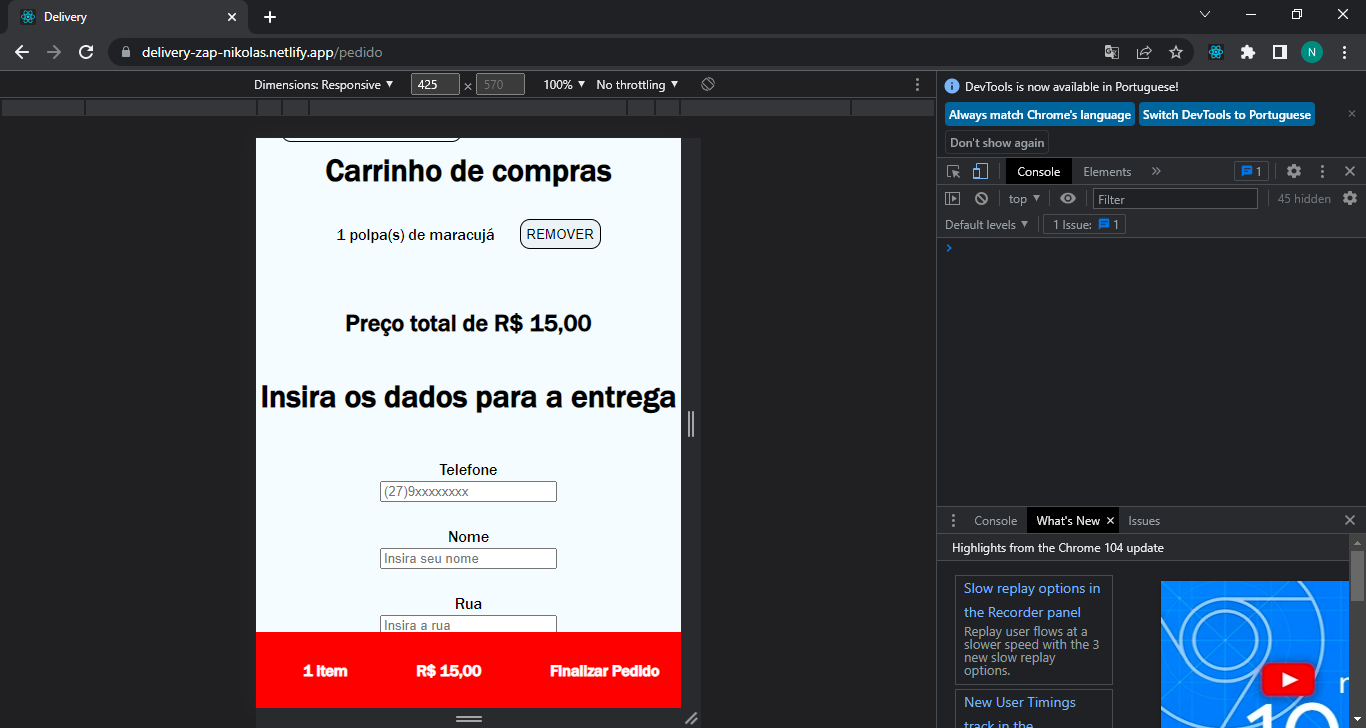 Delivery
delivery-zap-nikolas.netlify.app/pedido
N
Dimensions: Responsive
425
×
570
100%
No throttling
Carrinho de compras
1 polpa(s) de maracujá
REMOVER
Preço total de R$ 15,00
Insira os dados para a entrega
Telefone
(27)9xxxxxxxx
Nome
Insira seu nome
Rua
Insira a rua
1 Item
R$ 15,00
Finalizar Pedido
DevTools is now available in Portuguese!
Always match Chrome's language
Switch DevTools to Portuguese
Don't show again
Console
Elements
1
top
Filter
45 hidden
Default levels
1 Issue:
1
Console
What's New
Issues
Highlights from the Chrome 104 update
Slow replay options in
the Recorder panel
Replay user flows at a
slower speed with the 3
new slow replay
options.
New User Timings
track in the